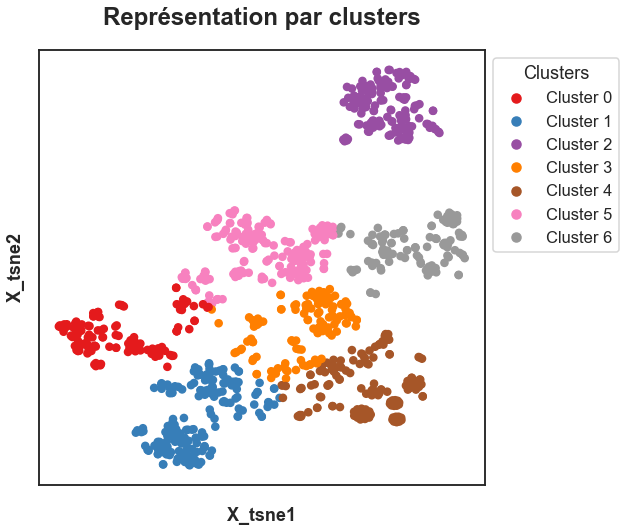 Représentation par clusters
Clusters
Cluster 0
Cluster 1
Cluster 2
Cluster 3
Cluster 4
Cluster 5
Cluster 6
X_tsne2
X_tsne1